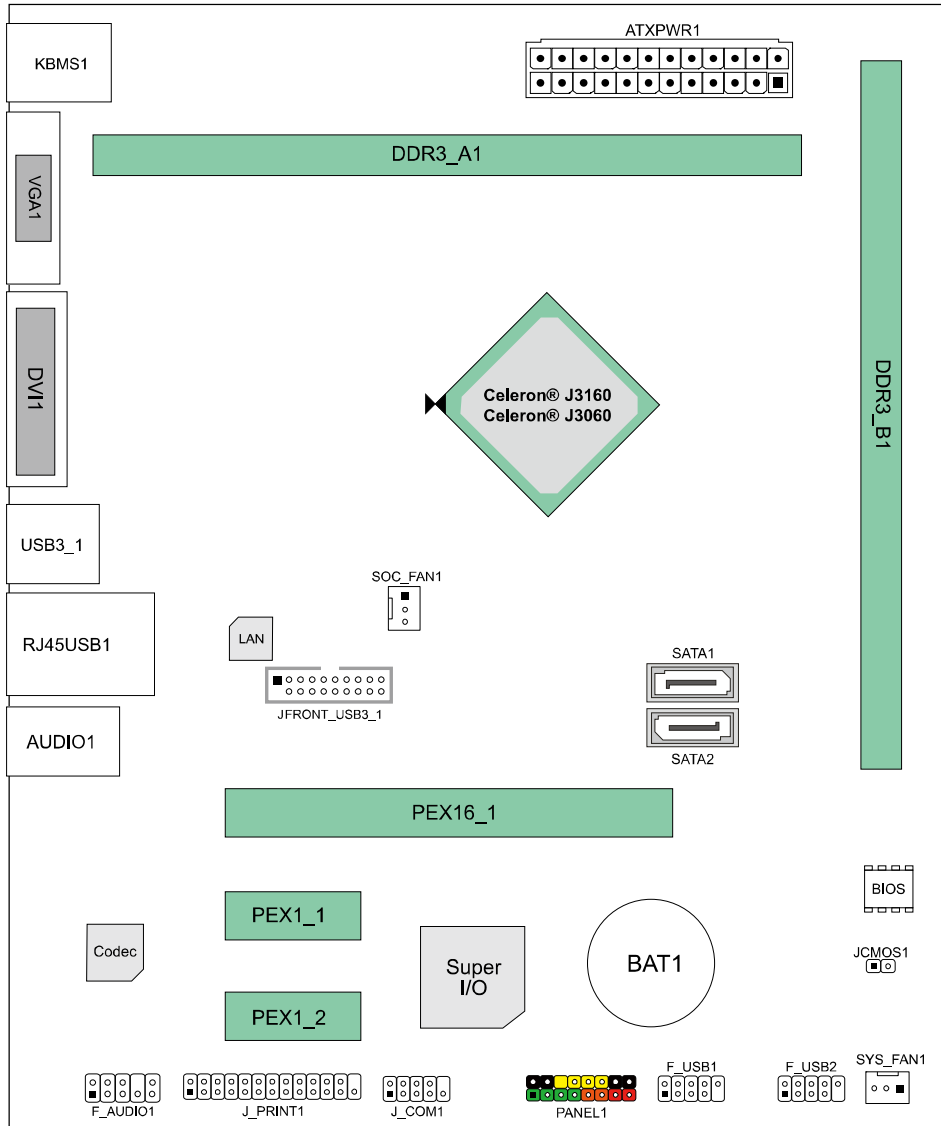 ATXPWR1
KBMS1
DDR3_A1
VGA1
DVI1
Celeron® J3160
Celeron® J3060
DDR3_B1
USB3_1
SOC_FAN1
RJ45USB1
LAN
SATA1
JFRONT_USB3_1
AUDIO1
SATA2
PEX16_1
BIOS
PEX1_1
Codec
Super
I/O
BAT1
JCMOS1
PEX1_2
F_USB1
F_USB2
SYS_FAN1
F_AUDIO1
J_PRINT1
J_COM1
PANEL1